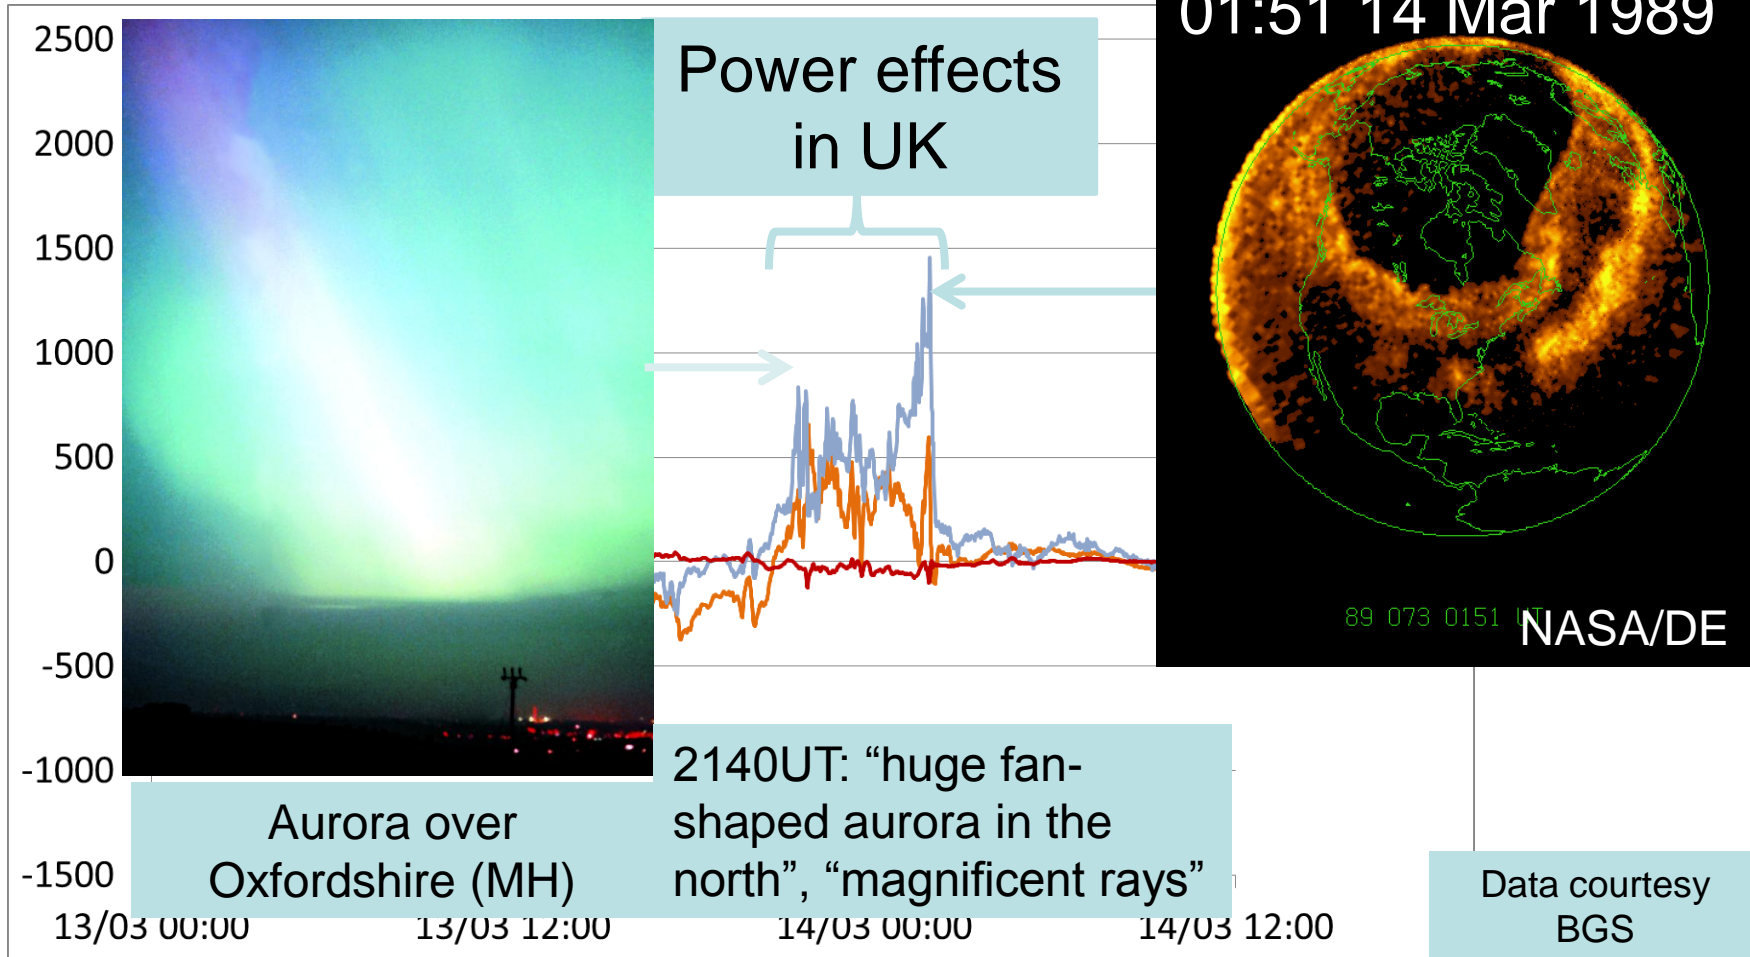 01:51 14 Mar 1989
2500
2000
1500
1000
500
0
-500
-1000
-1500
Power effects
in UK
89 073 0151 UT
NASA/DE
2140UT: “huge fan-
shaped aurora in the
north”, “magnificent rays”
Aurora over
Oxfordshire (MH)
Data courtesy
BGS
13/03 00:00
13/03 12:00
14/03 00:00
14/03 12:00